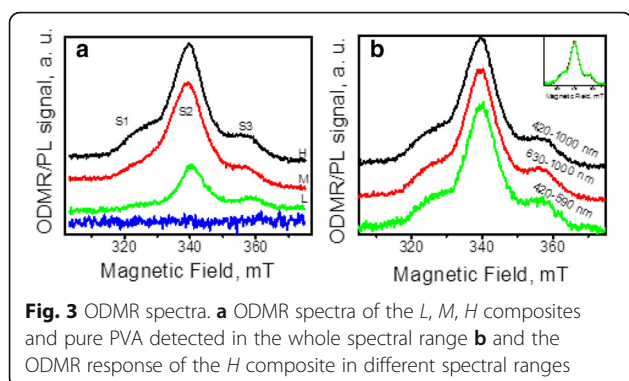 a
ODMR/PL signal, a. u.
S1
S2
S3
H
M
L
320 340 360
Magnetic Field, mT
b
ODMR/PL signal, a. u.
420-1000 nm
630-1000 nm
420-590 nm
Magnetic Field, mT
320 340 360
Magnetic Field, mT
Fig. 3 ODMR spectra. a ODMR spectra of the L, M, H composites
and pure PVA detected in the whole spectral range b and the
ODMR response of the H composite in different spectral ranges